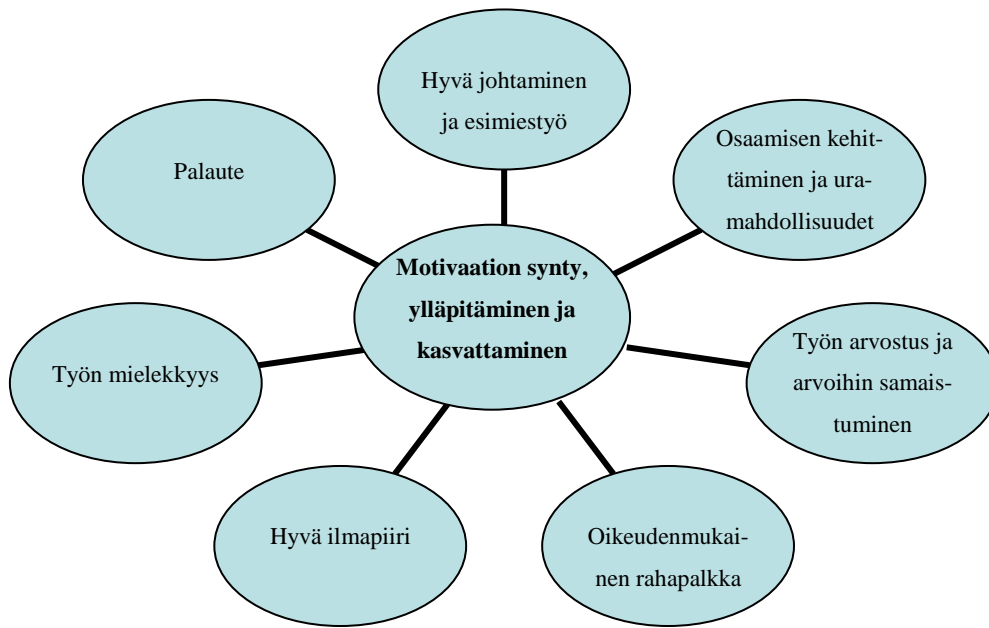 Hyvä johtaminen
ja esimiestyö
Palaute
Osaamisen kehit-
täminen ja ura-
mahdollisuudet
Motivaation synty,
ylläpitäminen ja
kasvattaminen
Työn mielekkyys
Työn arvostus ja
arvoihin samais-
tuminen
Hyvä ilmapiiri
Oikeudenmukai-
nen rahapalkka